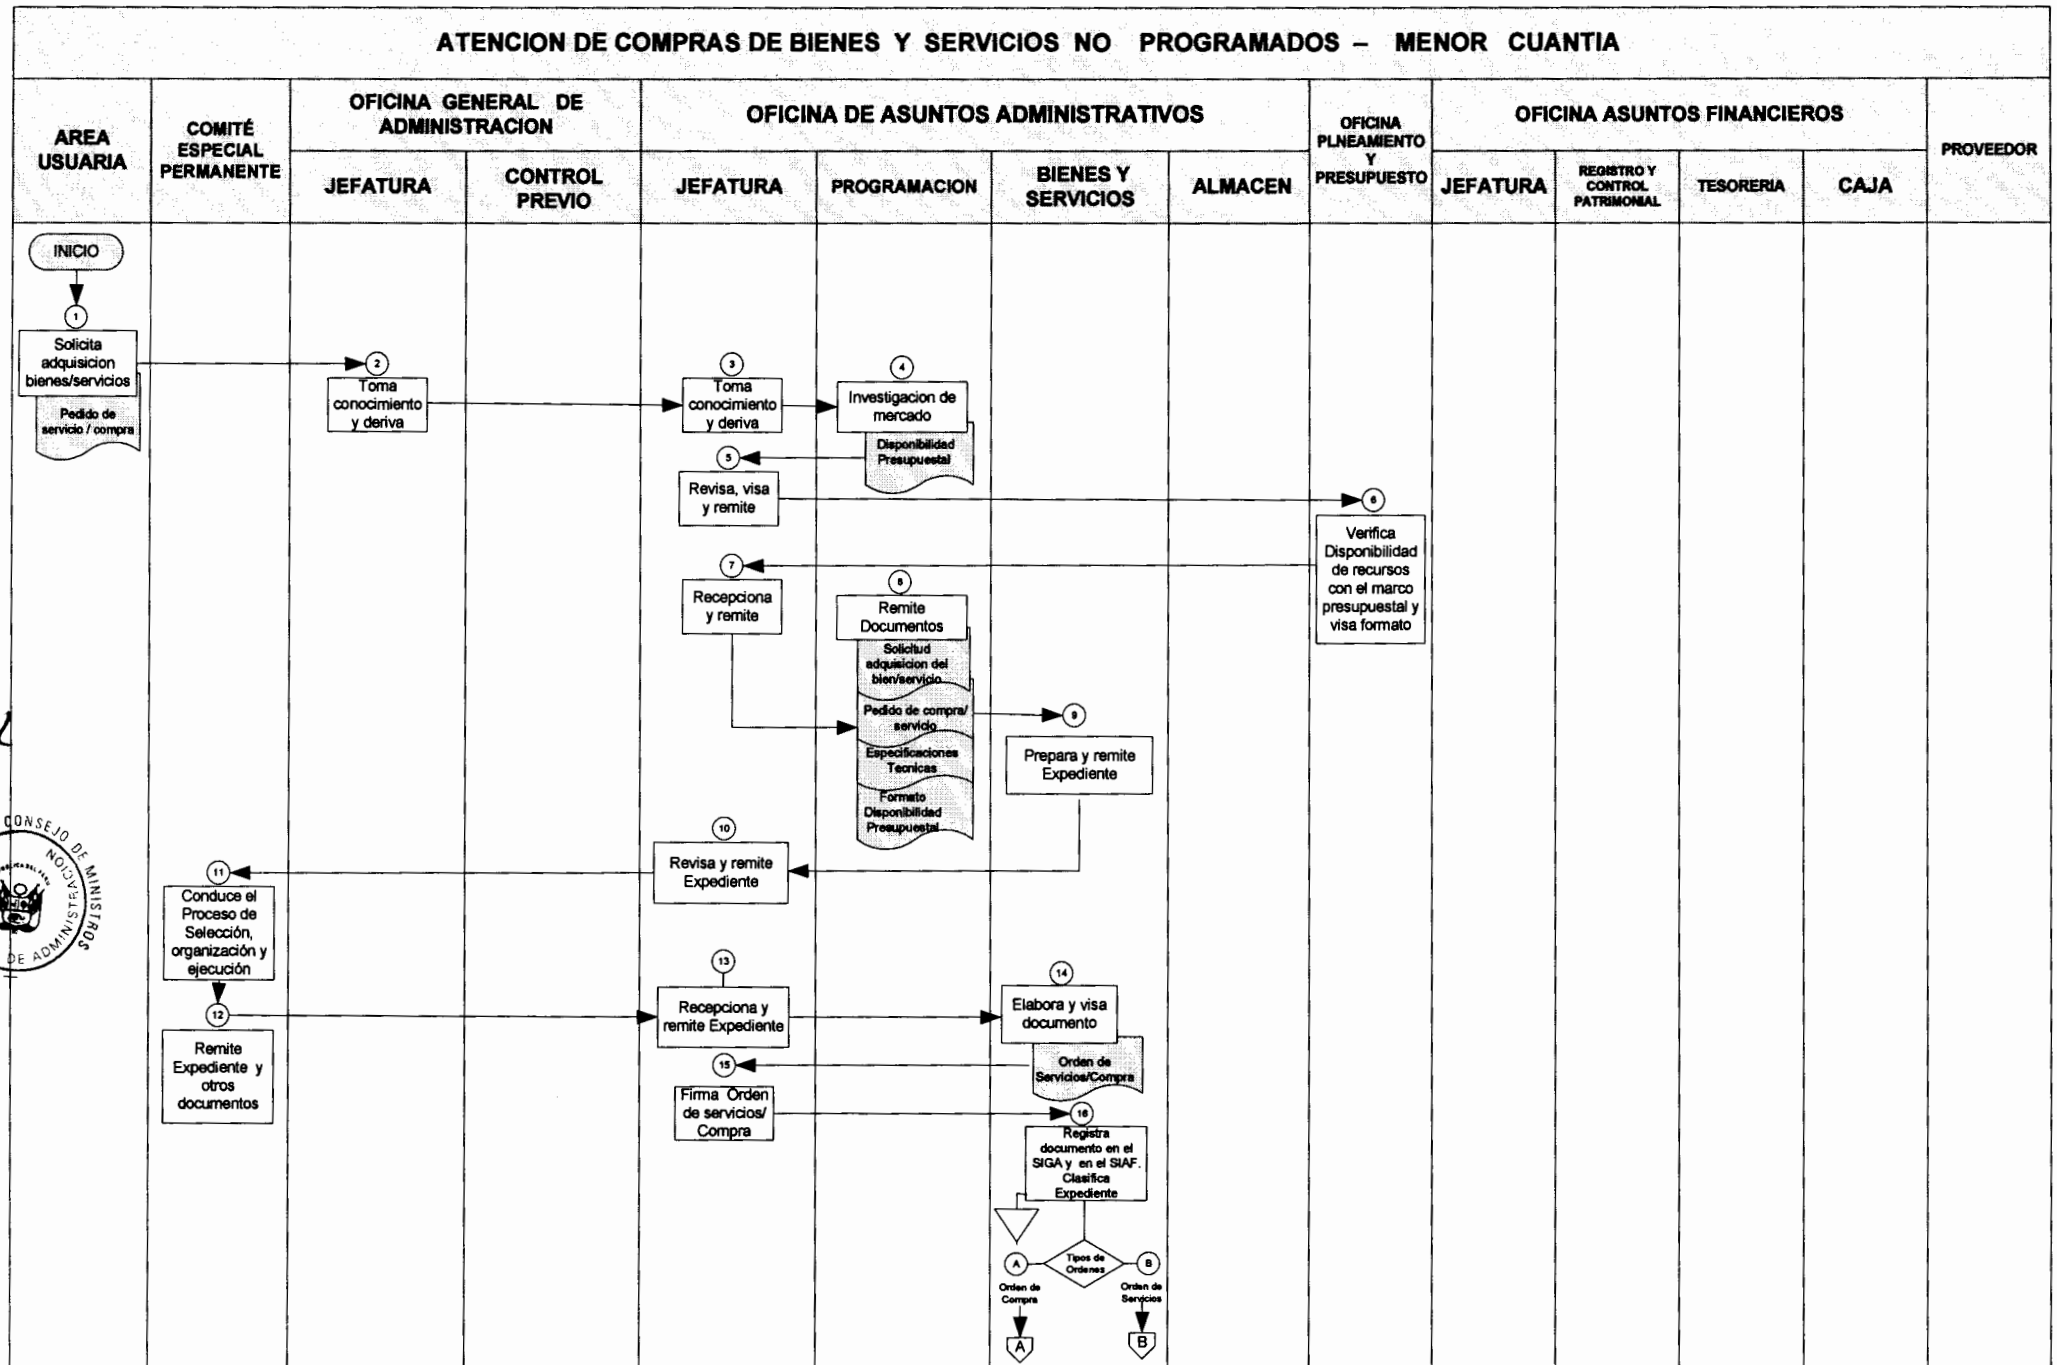 ATENCION DE COMPRAS DE BIENES Y SERVICIOS NO PROGRAMADOS – MENOR CUANTIA
AREA
USUARIA
COMITÉ
ESPECIAL
PERMANENTE
OFICINA GENERAL DE
ADMINISTRACION
JEFATURA
CONTROL
PREVIO
OFICINA DE ASUNTOS ADMINISTRATIVOS
JEFATURA
PROGRAMACION
BIENES Y
SERVICIOS
ALMACEN
OFICINA
PLNEAMIENTO
Y
PRESUPUESTO
OFICINA ASUNTOS FINANCIEROS
JEFATURA
REGISTRO Y
CONTROL
PATRIMONIAL
TESORERIA
CAJA
PROVEEDOR
INICIO
1
Solicita
adquisicion
bienes/servicios
Pedido de
servicio / compra
2
Toma
conocimiento
y deriva
3
Toma
conocimiento
y deriva
4
Investigacion de
mercado
Disponibilidad
Presupuestal
5
Revisa, visa
y remite
6
Verifica
Disponibilidad
de recursos
con el marco
presupuestal y
visa formato
7
Recepciona
y remite
8
Remite
Documentos
Solicitud
adquisicion del
bien/servicio
Pedido de compra/
servicio
Especificaciones
Tecnicas
Formato
Disponibilidad
Presupuestal
9
Prepara y remite
Expediente
10
Revisa y remite
Expediente
11
Conduce el
Proceso de
Selección,
organización y
ejecución
12
Remite
Expediente y
otros
documentos
13
Recepciona y
remite Expediente
14
Elabora y visa
documento
Orden de
Servicios/Compra
15
Firma Orden
de servicios/
Compra
16
Registra
documento en el
SIGA y en el SIAF.
Clasifica
Expediente
Tipos de
Ordenes
A
Orden de
Compra
A
B
Orden de
Servicios
B
CONSEJO DE MINISTROS
DE ADMINISTRACION